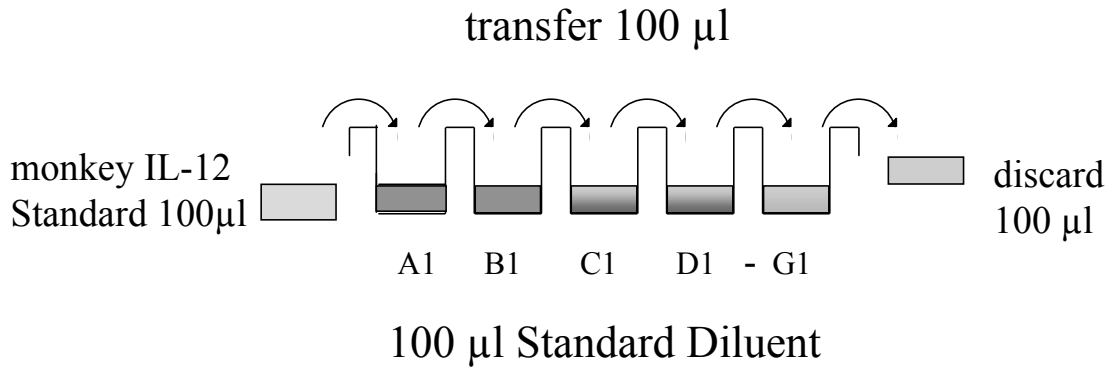 transfer 100 µl
monkey IL-12
Standard 100µl
discard
100 µl
A1 B1 C1 D1 - G1
100 µl Standard Diluent